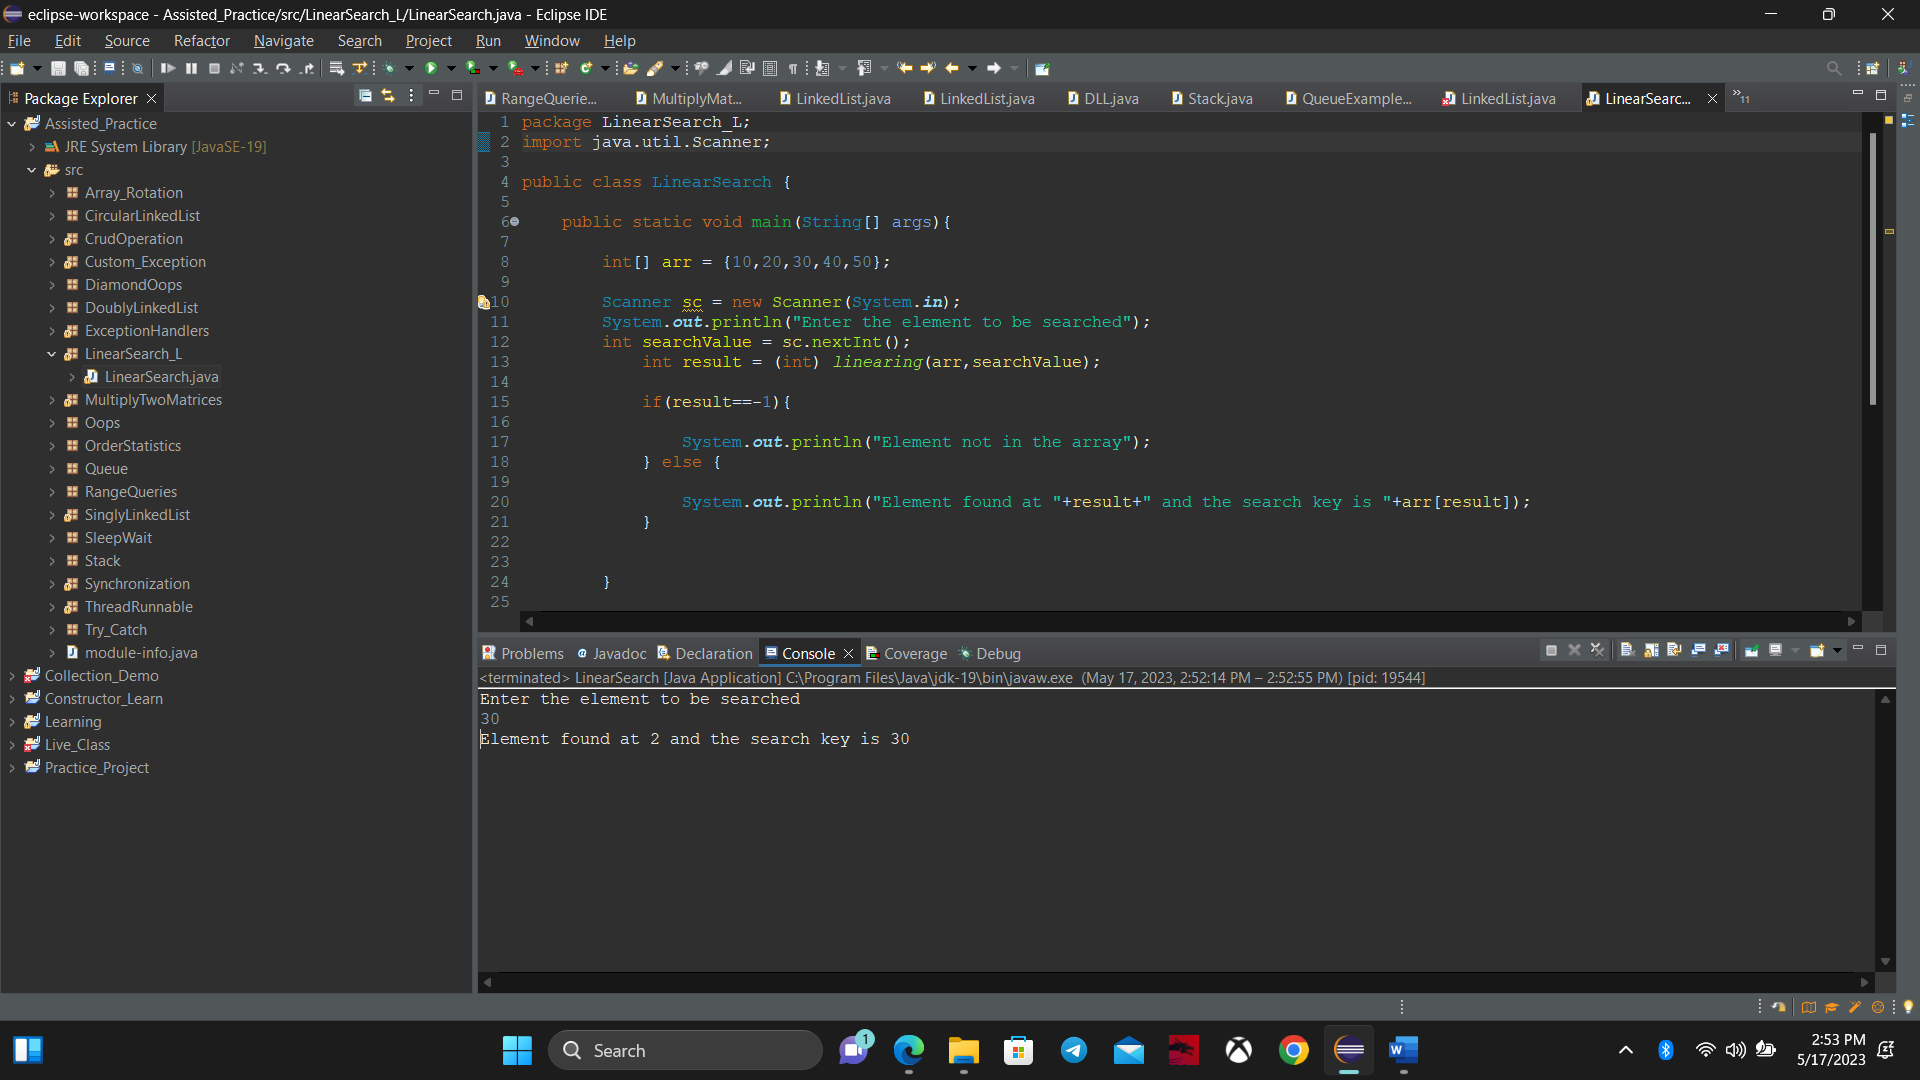 eclipse-workspace - Assisted_Practice/src/LinearSearch_L/LinearSearch.java - Eclipse IDE
File Edit Source Refactor Navigate Search Project Run Window Help
Package Explorer
Assisted_Practice
JRE System Library [JavaSE-19]
src
Array_Rotation
CircularLinkedList
CrudOperation
Custom_Exception
DiamondOops
DoublyLinkedList
ExceptionHandlers
LinearSearch_L
LinearSearch.java
MultiplyTwoMatrices
Oops
OrderStatistics
Queue
RangeQueries
SinglyLinkedList
SleepWait
Stack
Synchronization
ThreadRunnable
Try_Catch
module-info.java
Collection_Demo
Constructor_Learn
Learning
Live_Class
Practice_Project
RangeQuerie... MultiplyMat... LinkedList.java LinkedList.java DLL.java Stack.java QueueExample... LinkedList.java LinearSearc... »11
1 package LinearSearch_L;
2 import java.util.Scanner;
3
4 public class LinearSearch {
5
6 public static void main(String[] args){
7
8 int[] arr = {10,20,30,40,50};
9
10 Scanner sc = new Scanner(System.in);
11 System.out.println("Enter the element to be searched");
12 int searchValue = sc.nextInt();
13 int result = (int) linearing(arr,searchValue);
14
15 if(result==-1){
16
17 System.out.println("Element not in the array");
18 } else {
19
20 System.out.println("Element found at "+result+" and the search key is "+arr[result]);
21 }
22
23
24 }
25
Problems Javadoc Declaration Console Coverage Debug
<terminated> LinearSearch [Java Application] C:\Program Files\Java\jdk-19\bin\javaw.exe (May 17, 2023, 2:52:14 PM – 2:52:55 PM) [pid: 19544]
Enter the element to be searched
30
Element found at 2 and the search key is 30
Search
1
2:53 PM
5/17/2023